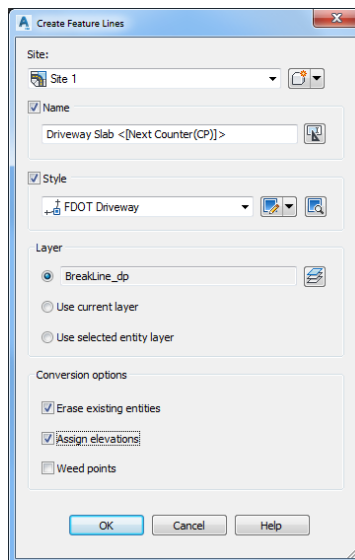 Create Feature Lines
Site:
Site 1
Name
Driveway Slab <[Next Counter(CP)]>
Style
FDOT Driveway
Layer
BreakLine_dp
Use current layer
Use selected entity layer
Conversion options
Erase existing entities
Assign elevations
Weed points
OK Cancel Help